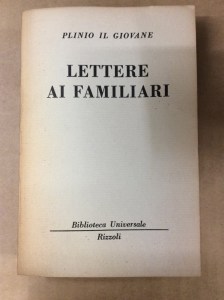 PLINIO IL GIOVANE
LETTERE
AI FAMILIARI
Biblioteca Universale
Rizzoli